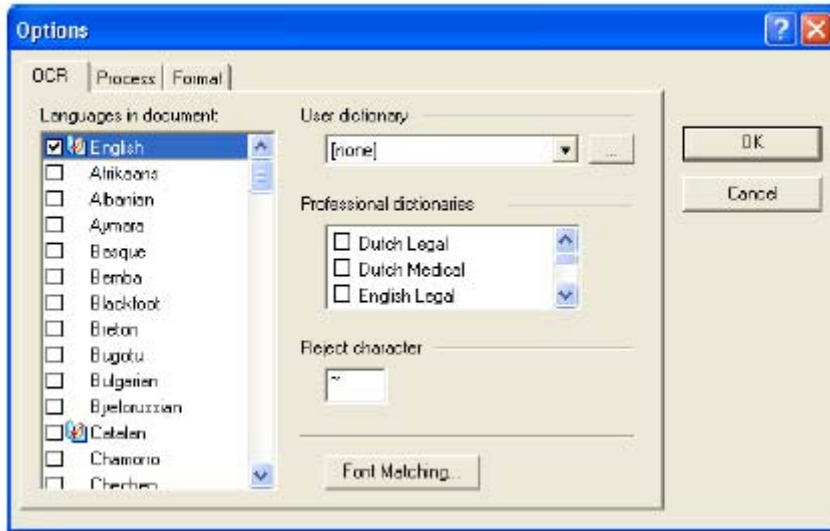 Options
OCR
Process
Format
Languages in document:
English
Afrikaans
Albanian
Aymara
Basque
Bemba
Blackfoot
Breton
Bugotu
Bulgarian
Byelorussian
Catalan
Chamorro
Chechen
User dictionary
[none]
...
Professional dictionaries
Dutch Legal
Dutch Medical
English Legal
Reject character
~
Font Matching...
OK
Cancel